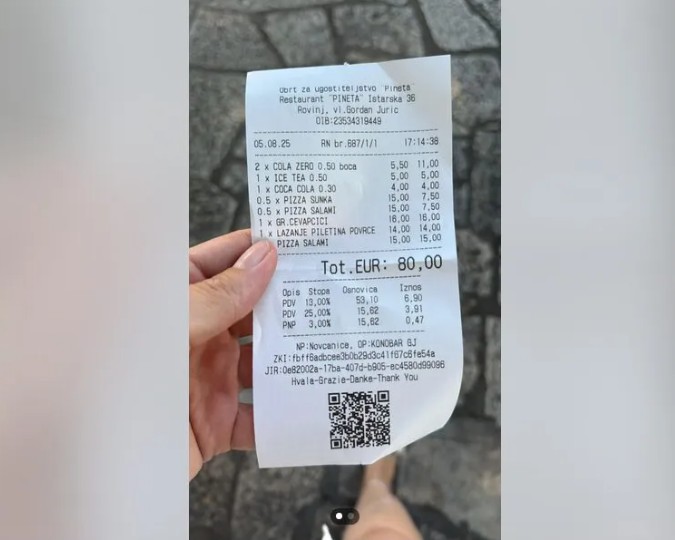 Obrt za ugostiteljstvo "Pineta"
Restaurant "PINETA" Istarska 36
Rovinj, vl.Gordan Juric
OIB:23534319449
05.08.25 RN br.687/1/1 17:14:38
2 x COLA ZERO 0.50 boca 5,50 11,00
1 x ICE TEA 0.50 5,00 5,00
1 x COCA COLA 0.30 4,00 4,00
0.5 x PIZZA SUNKA 15,00 7,50
0.5 x PIZZA SALAMI 15,00 7,50
1 x GR.CEVAPCICI 16,00 16,00
1 x LAZANJE PILETINA POVRCE 14,00 14,00
PIZZA SALAMI 15,00 15,00
Tot.EUR: 80,00
Opis Stopa Osnovica Iznos
PDV 13,00% 53,10 6,90
PDV 25,00% 15,62 3,91
PNP 3,00% 15,62 0,47
NP:Novcanice, OP:KONOBAR GJ
ZKI:fbff6adbcee3b0b29d3c41f67c6fe54a
JIR:0e82002a-17ba-407d-b905-ec4580d99096
Hvala-Grazie-Danke-Thank You